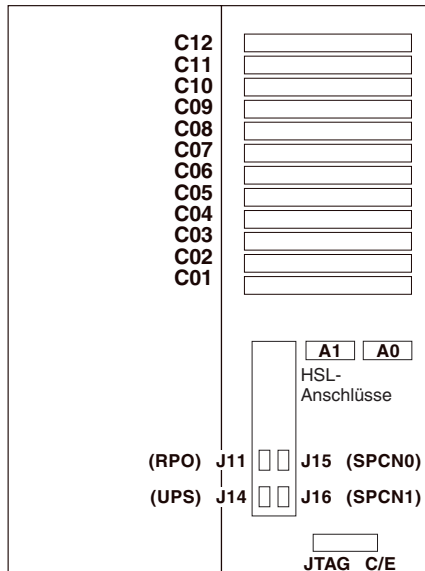 C12
C11
C10
C09
C08
C07
C06
C05
C04
C03
C02
C01
A1 A0
HSL-
Anschlüsse
(RPO) J11 J15 (SPCN0)
(UPS) J14 J16 (SPCN1)
JTAG C/E